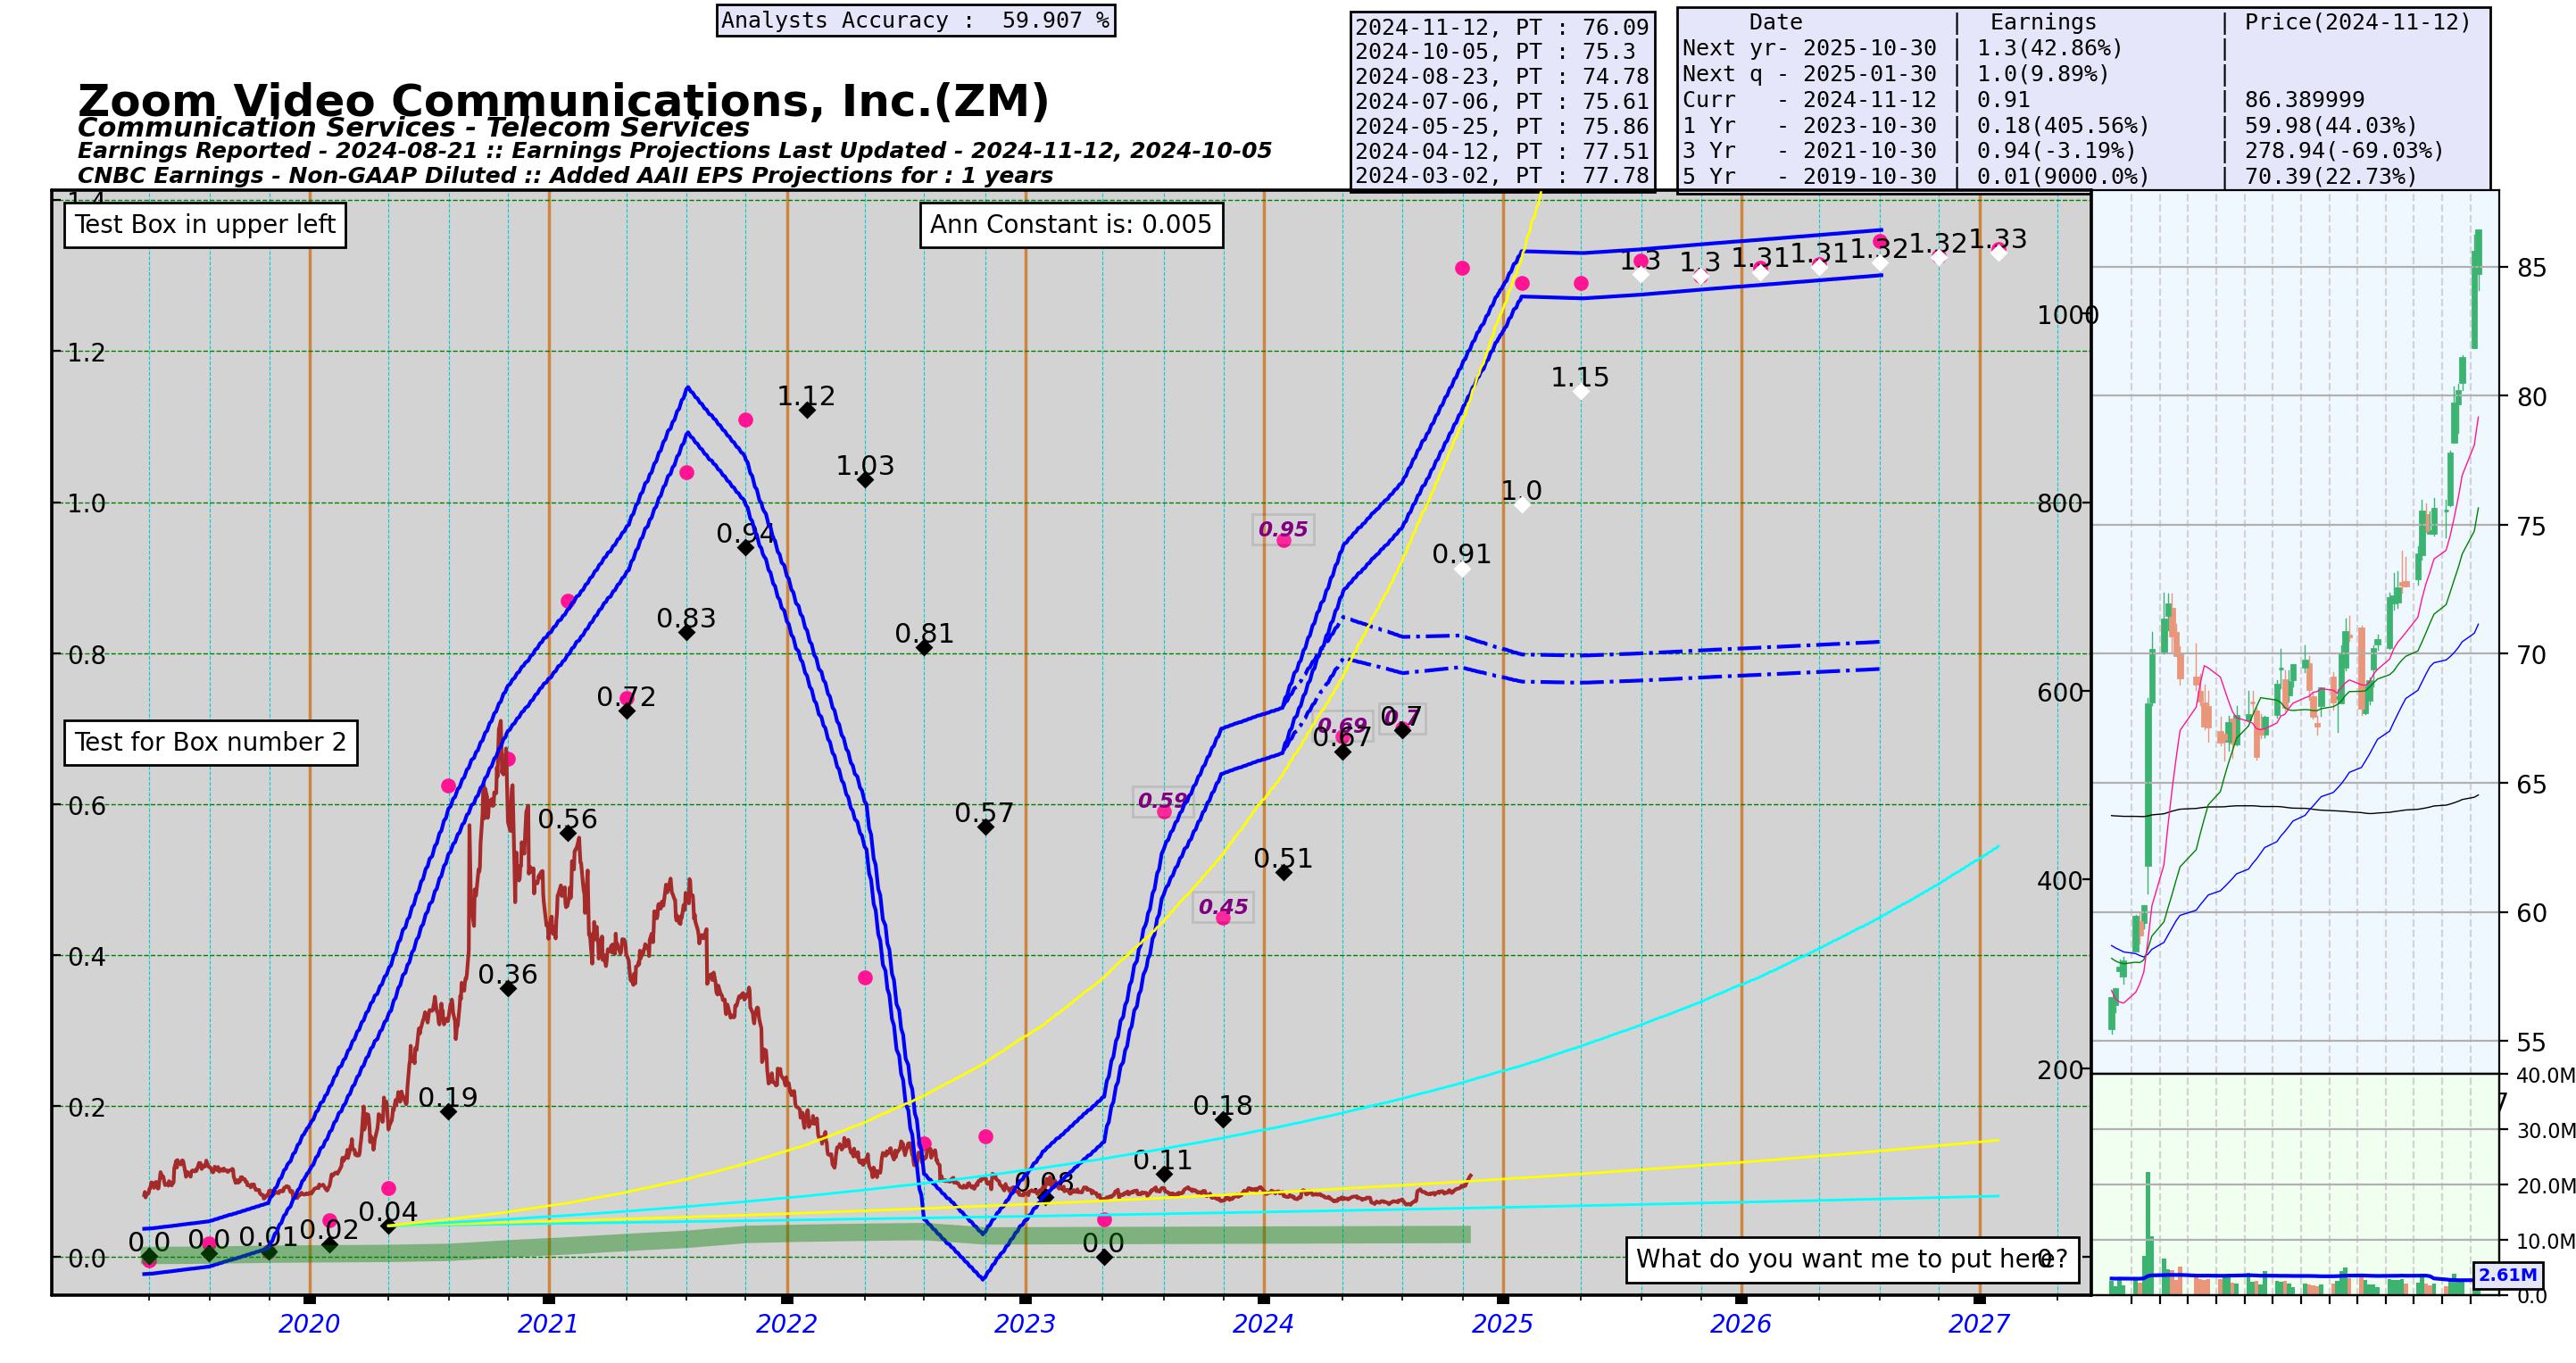 Analysts Accuracy :  59.907 %
2024-11-12, PT : 76.09
2024-10-05, PT : 75.3
2024-08-23, PT : 74.78
2024-07-06, PT : 75.61
2024-05-25, PT : 75.86
2024-04-12, PT : 77.51
2024-03-02, PT : 77.78
Date | Earnings | Price(2024-11-12)
Next yr- 2025-10-30 | 1.3(42.86%) |
Next q - 2025-01-30 | 1.0(9.89%) |
Curr - 2024-11-12 | 0.91 | 86.389999
1 Yr - 2023-10-30 | 0.18(405.56%) | 59.98(44.03%)
3 Yr - 2021-10-30 | 0.94(-3.19%) | 278.94(-69.03%)
5 Yr - 2019-10-30 | 0.01(9000.0%) | 70.39(22.73%)
Zoom Video Communications, Inc.(ZM)
Communication Services - Telecom Services
Earnings Reported - 2024-08-21 :: Earnings Projections Last Updated - 2024-11-12, 2024-10-05
CNBC Earnings - Non-GAAP Diluted :: Added AAII EPS Projections for : 1 years
1.4
Test Box in upper left
Ann Constant is: 0.005
1.3 1.3 1.31 1.31 1.32 1.32 1.33
85
1000
1.2
1.12
1.15
80
1.03
1.0
1.0
800
0.94
0.95
75
0.91
0.83
0.81
0.8
70
0.72
0.69
0.7
0.7
0.67
600
Test for Box number 2
0.6
0.56
0.57
0.59
65
0.51
0.45
400
60
0.4
0.36
55
200
40.0M
0.2
0.19
0.18
7
30.0M
0.11
0.08
20.0M
0.04
0.0 0.0 0.01 0.02
0.0
10.0M
0.0
What do you want me to put here?
0
2.61M
0.0
2020 2021 2022 2023 2024 2025 2026 2027